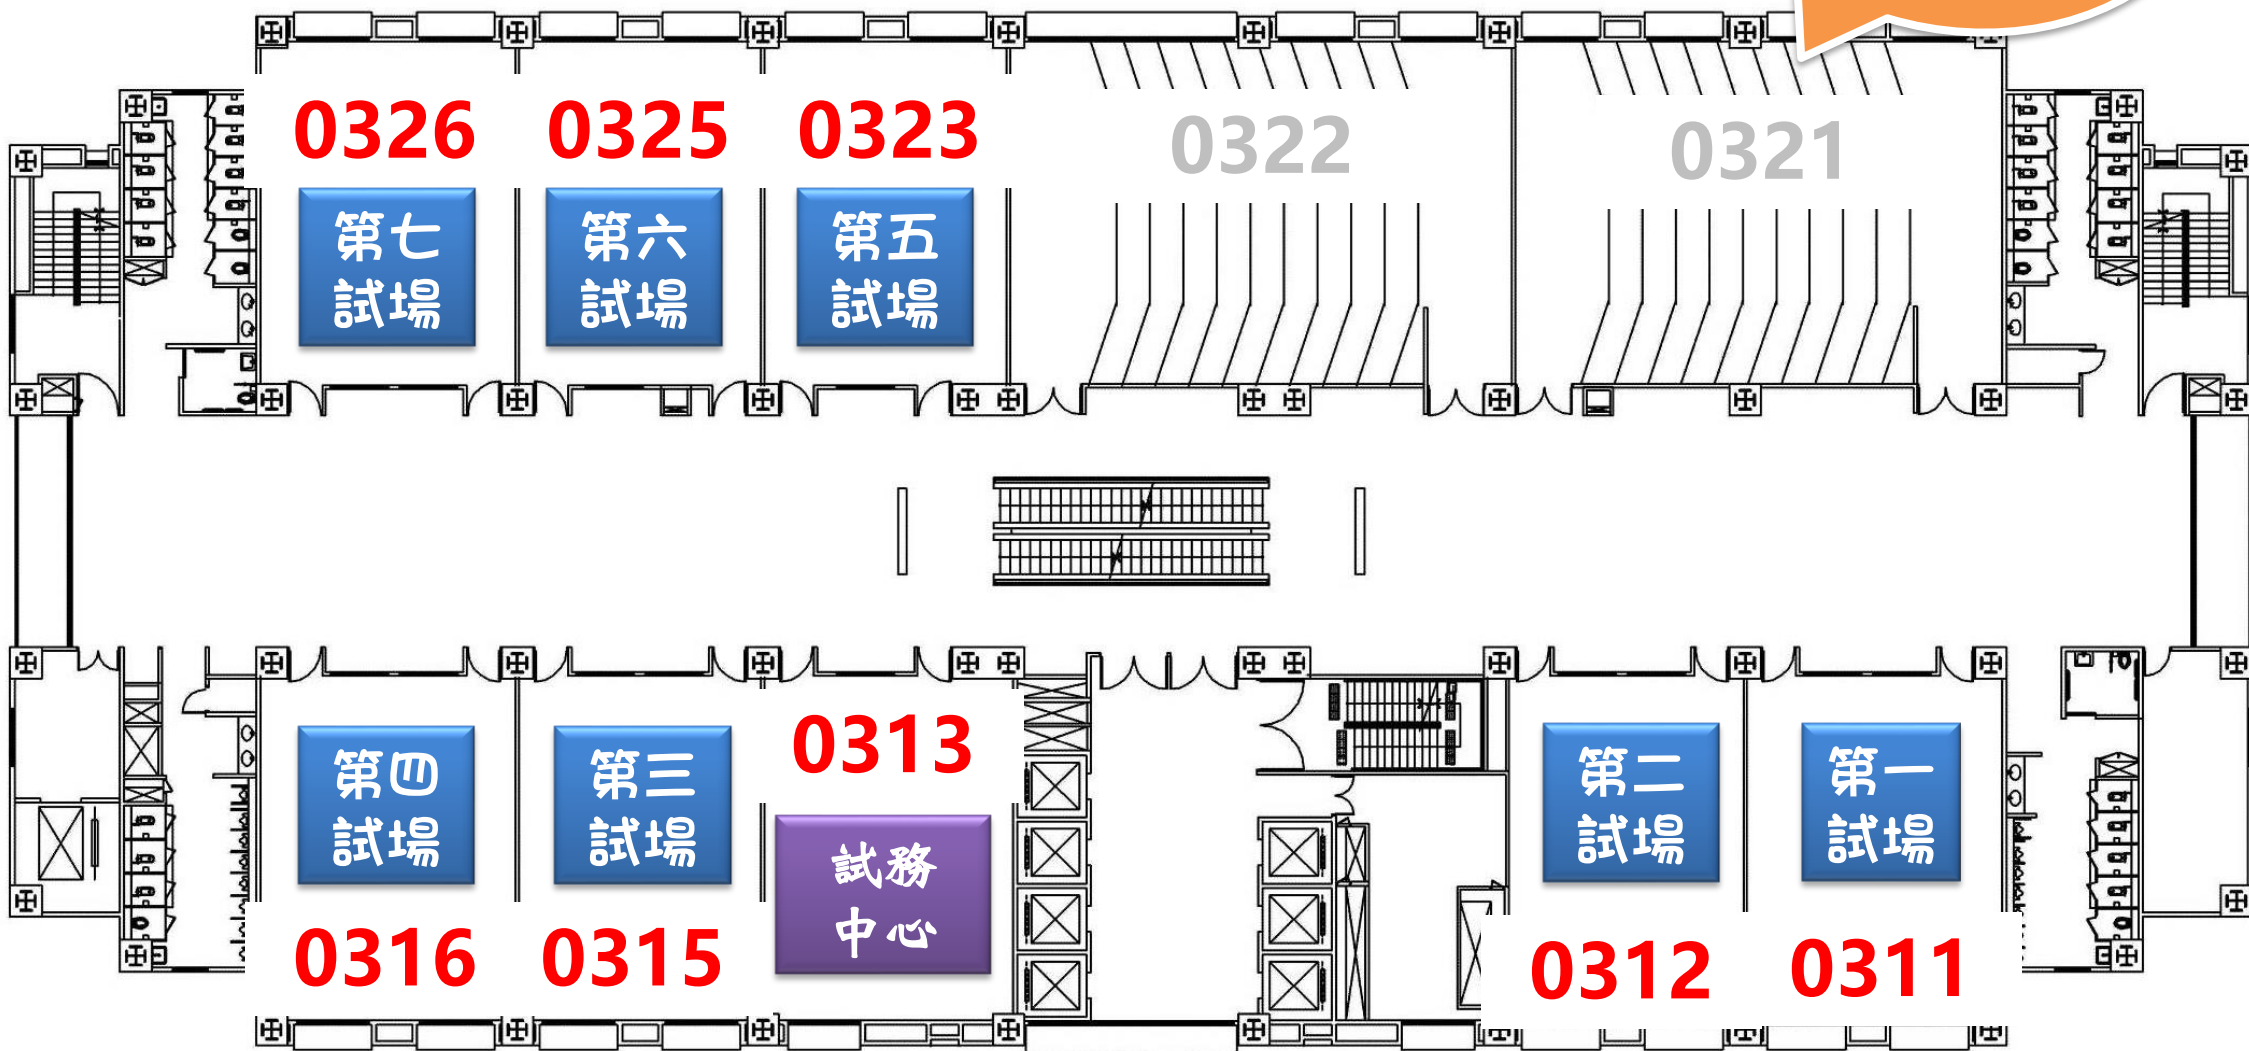 0326
0325
0323
0322
0321
第七
試場
第六
試場
第五
試場
0313
第四
試場
第三
試場
試務
中心
第二
試場
第一
試場
0316
0315
0312
0311